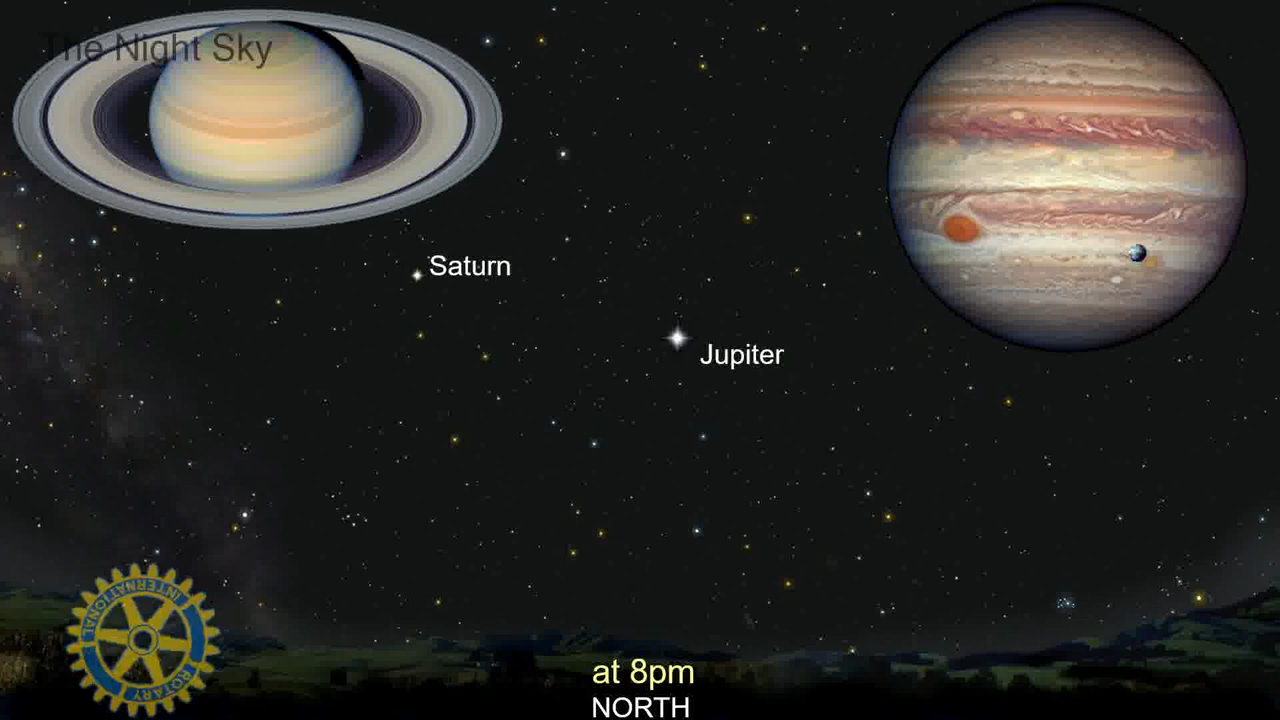 The Night Sky
Saturn
Jupiter
at 8pm
NORTH
ROTARY
INTERNATIONAL